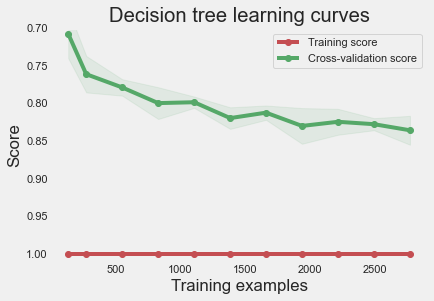 Decision tree learning curves
0.70
0.75
0.80
0.85
0.90
0.95
1.00
Score
Training score
Cross-validation score
500
1000
1500
2000
2500
Training examples